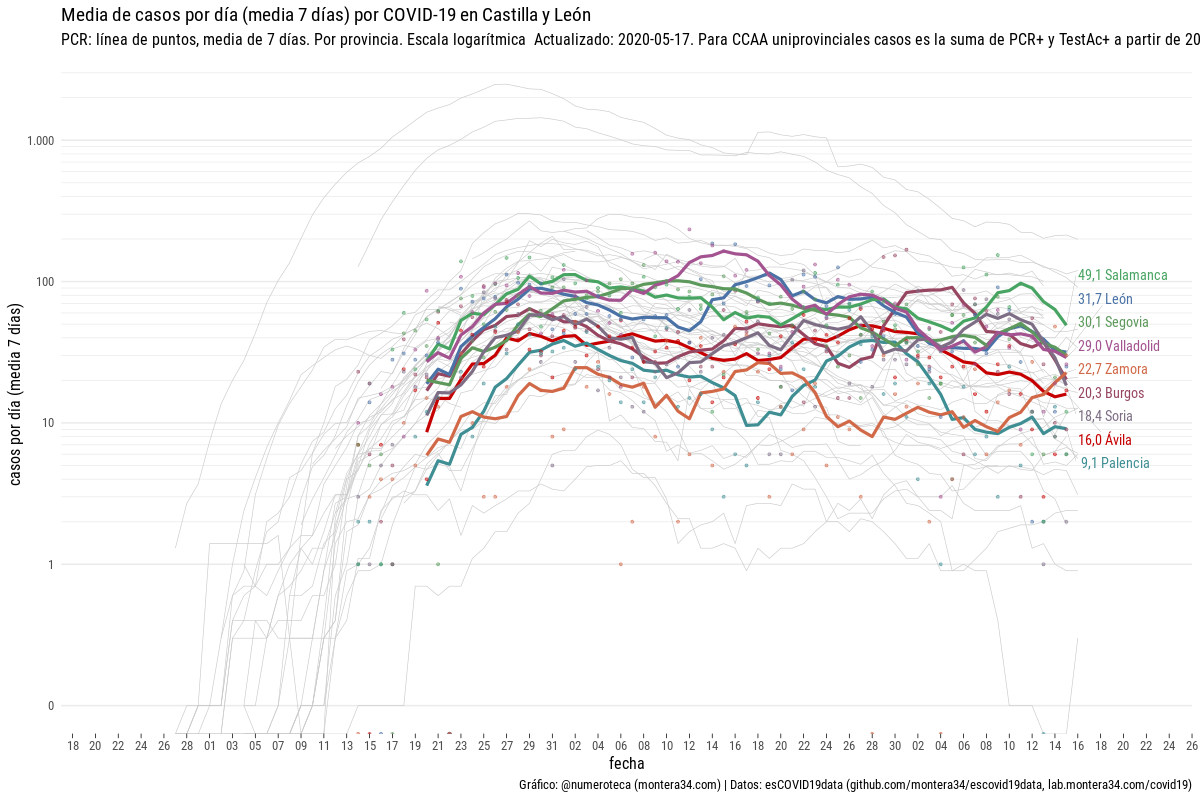 Media de casos por día (media 7 días) por COVID-19 en Castilla y León
PCR: línea de puntos, media de 7 días. Por provincia. Escala logarítmica  Actualizado: 2020-05-17. Para CCAA uniprovinciales casos es la suma de PCR+ y TestAc+ a partir de 20
casos por día (media 7 días)
1.000
100
10
1
0
49,1 Salamanca
31,7 León
30,1 Segovia
29,0 Valladolid
22,7 Zamora
20,3 Burgos
18,4 Soria
16,0 Ávila
9,1 Palencia
18 20 22 24 26 28 01 03 05 07 09 11 13 15 17 19 21 23 25 27 29 31 02 04 06 08 10 12 14 16 18 20 22 24 26 28 30 02 04 06 08 10 12 14 16 18 20 22 24 26
fecha
Gráfico: @numeroteca (montera34.com) | Datos: esCOVID19data (github.com/montera34/escovid19data, lab.montera34.com/covid19)